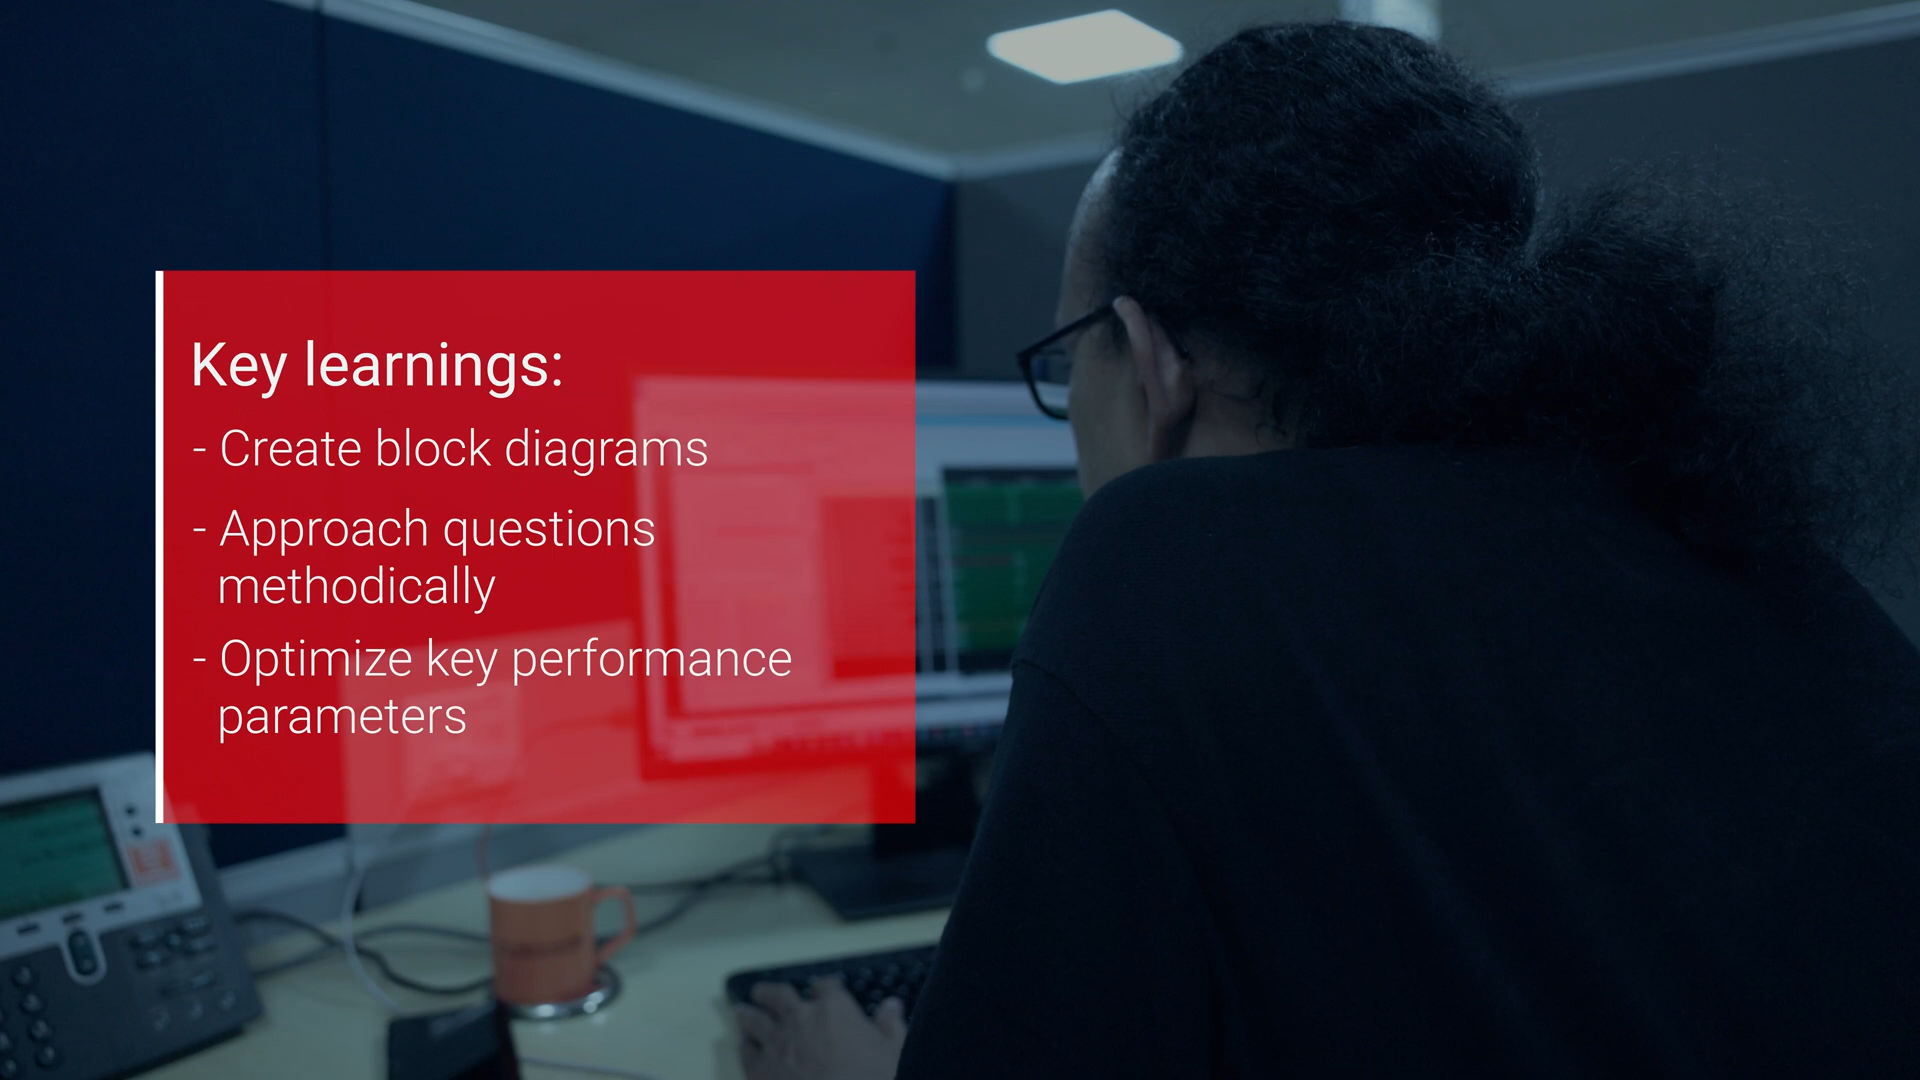 Key learnings:
- Create block diagrams
- Approach questions
methodically
- Optimize key performance
parameters